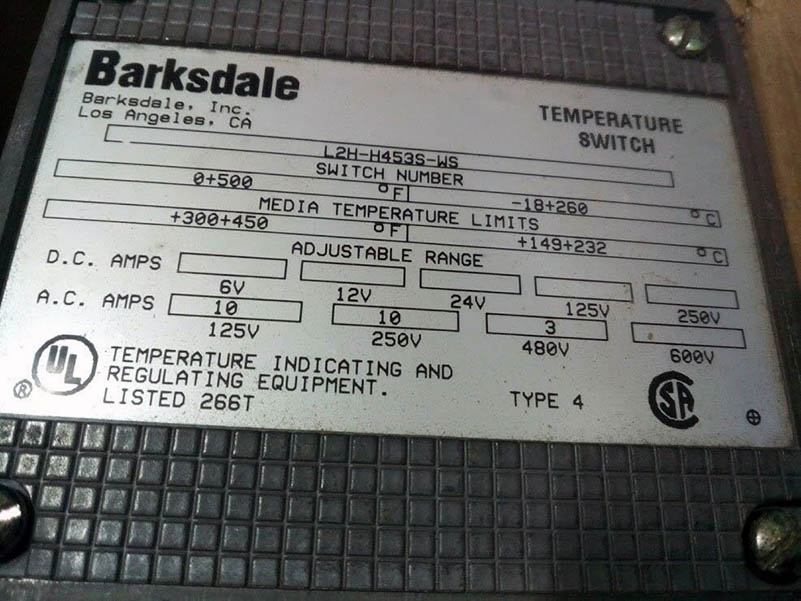 Barksdale
Barksdale, Inc.
Los Angeles, CA
TEMPERATURE
SWITCH
L2H-H453S-WS
SWITCH NUMBER
0+500 °F -18+260 °C
MEDIA TEMPERATURE LIMITS
+300+450 °F +149+232 °C
ADJUSTABLE RANGE
D.C. AMPS
6V 12V 24V 125V 250V
A.C. AMPS 10 10 3
125V 250V 480V 600V
UL ®
TEMPERATURE INDICATING AND
REGULATING EQUIPMENT.
LISTED 266T
TYPE 4
SA